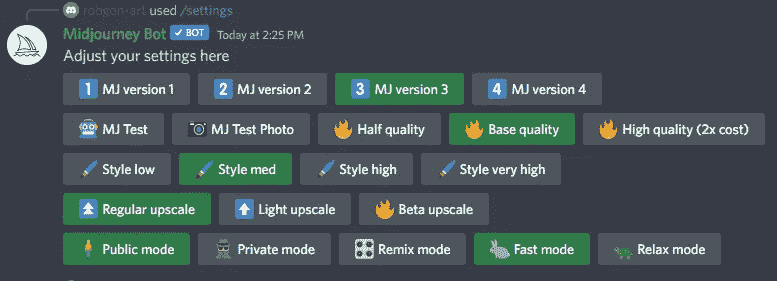 robgon-art used /settings
Midjourney Bot ✔ BOT Today at 2:25 PM
Adjust your settings here
1 MJ version 1 2 MJ version 2 3 MJ version 3 4 MJ version 4
MJ Test MJ Test Photo Half quality Base quality High quality (2x cost)
Style low Style med Style high Style very high
Regular upscale Light upscale Beta upscale
Public mode Private mode Remix mode Fast mode Relax mode